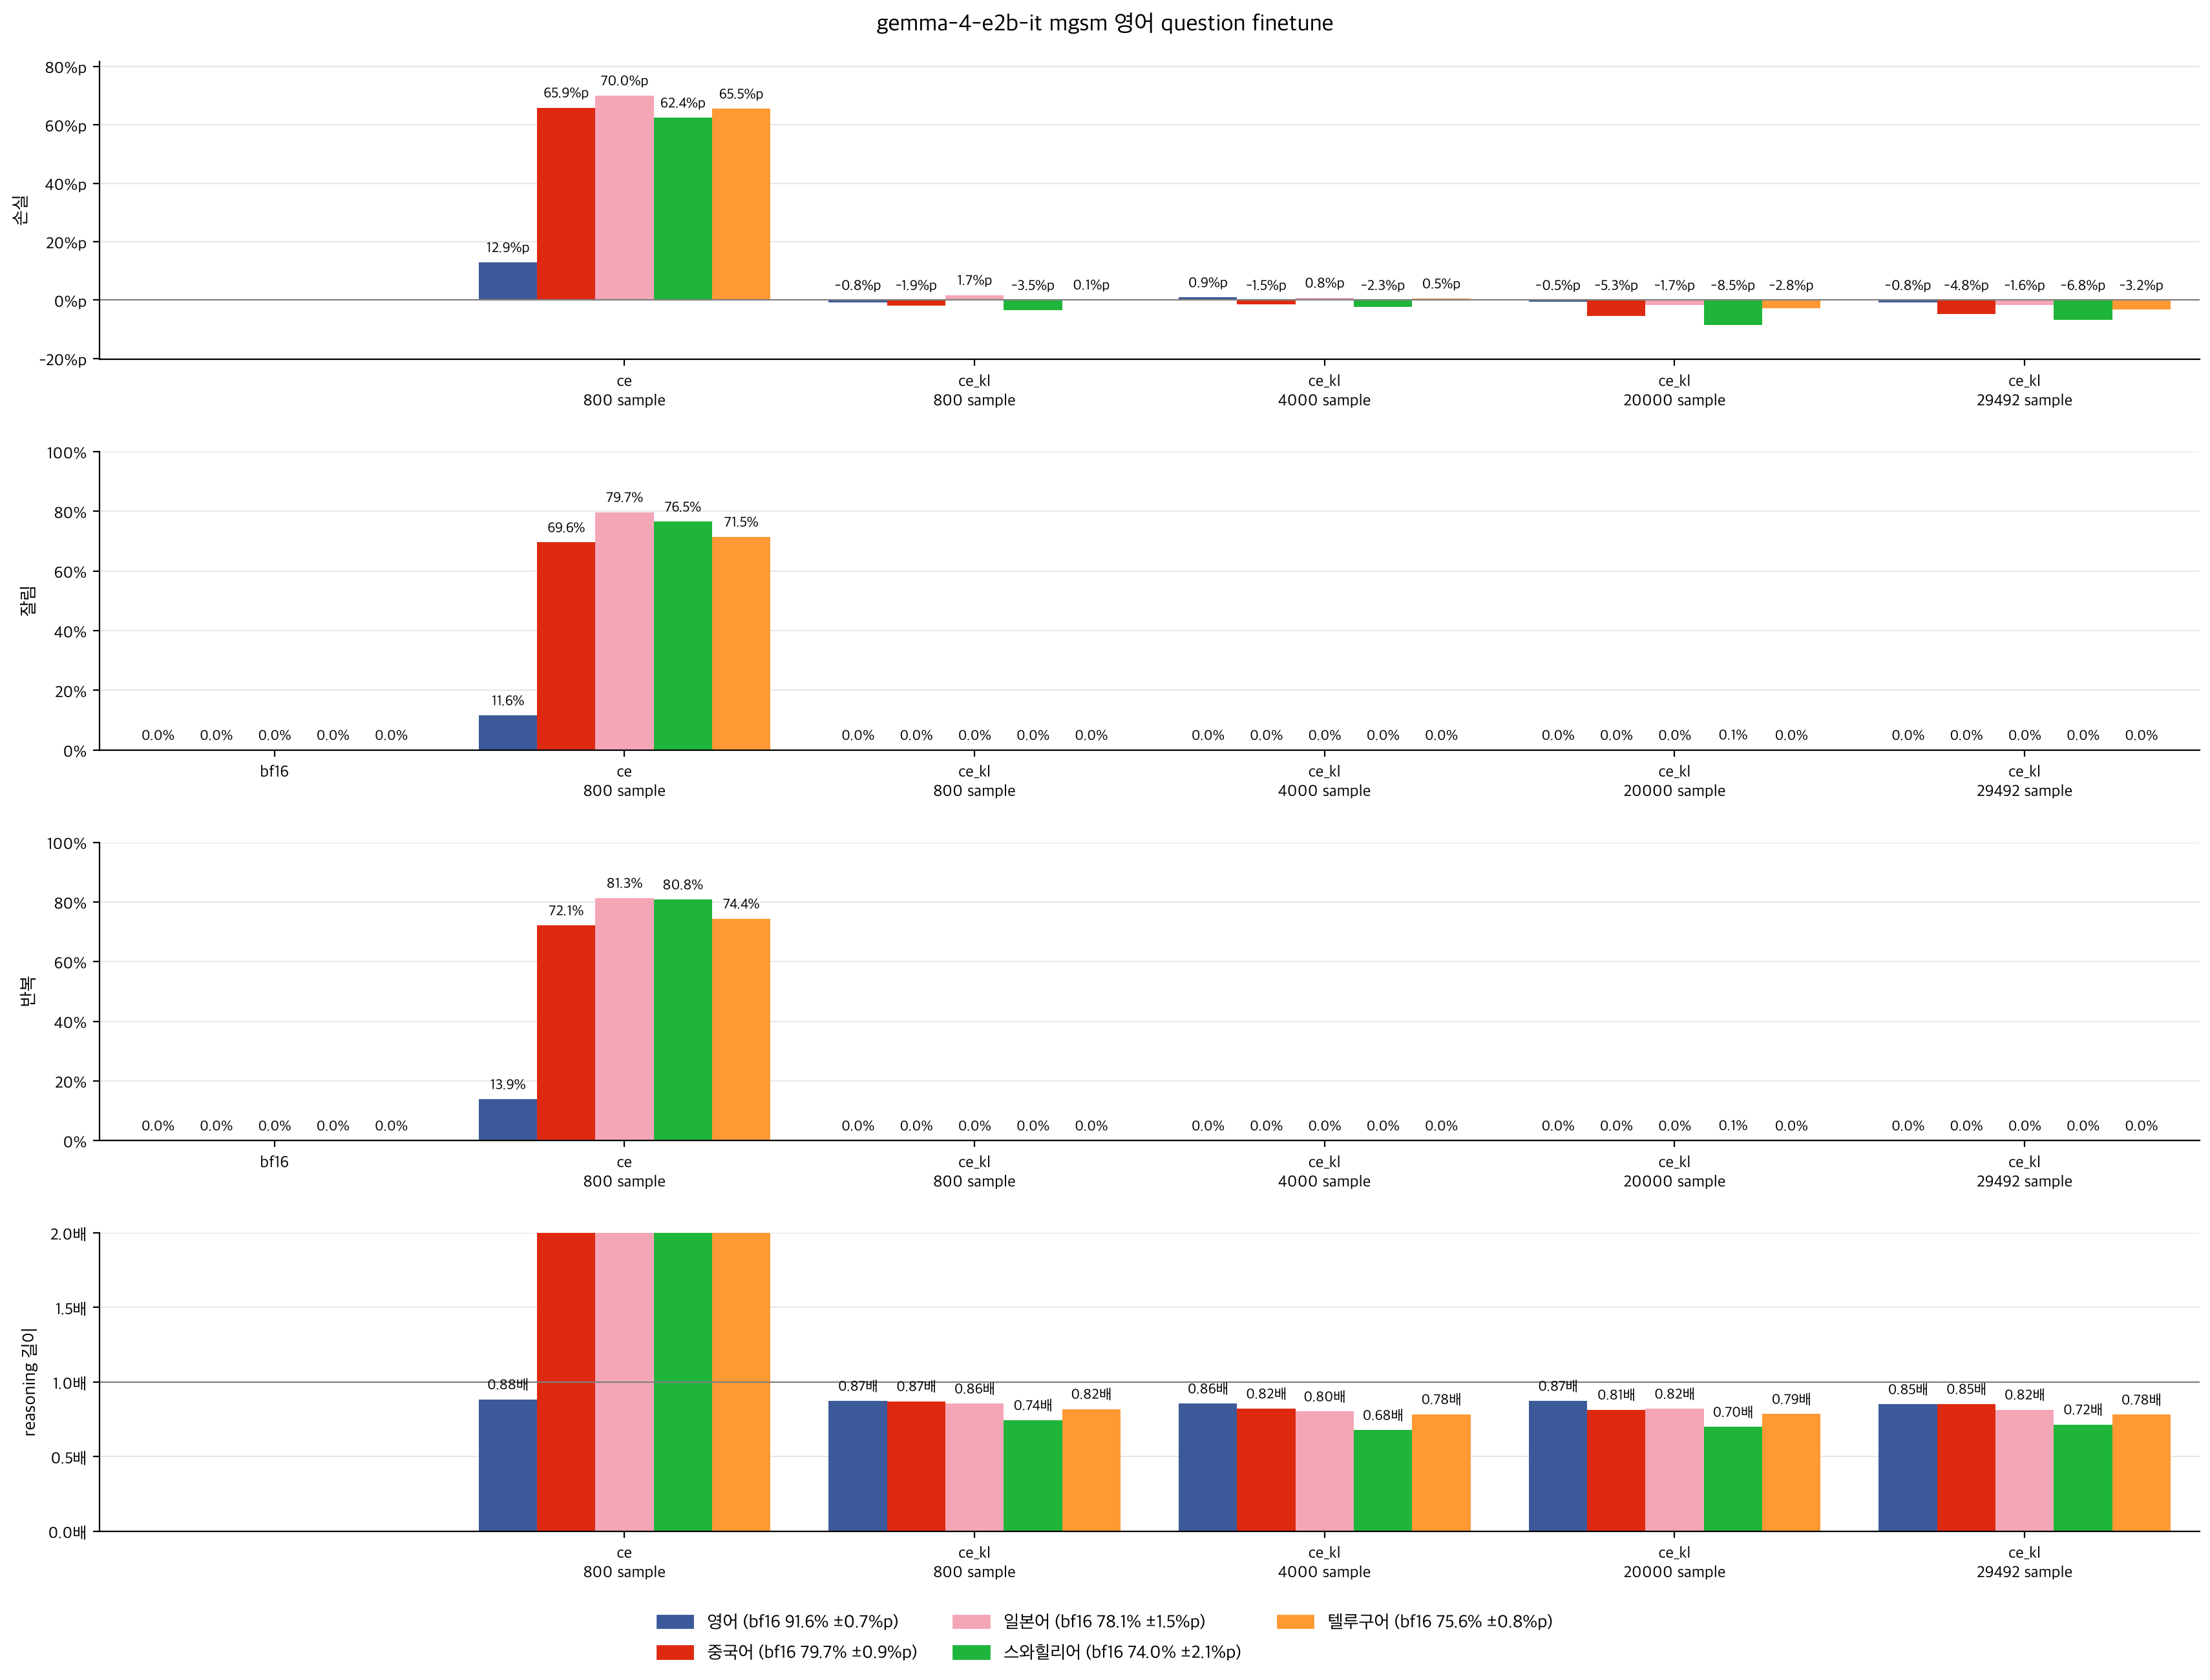 gemma-4-e2b-it mgsm 영어 question finetune
손실
80%p
60%p
40%p
20%p
0%p
-20%p
12.9%p 65.9%p 70.0%p 62.4%p 65.5%p
-0.8%p -1.9%p 1.7%p -3.5%p 0.1%p
0.9%p -1.5%p 0.8%p -2.3%p 0.5%p
-0.5%p -5.3%p -1.7%p -8.5%p -2.8%p
-0.8%p -4.8%p -1.6%p -6.8%p -3.2%p
ce ce_kl ce_kl ce_kl ce_kl
800 sample 800 sample 4000 sample 20000 sample 29492 sample
잘림
100%
80%
60%
40%
20%
0%
0.0% 0.0% 0.0% 0.0% 0.0%
11.6% 69.6% 79.7% 76.5% 71.5%
0.0% 0.0% 0.0% 0.0% 0.0%
0.0% 0.0% 0.0% 0.0% 0.0%
0.0% 0.0% 0.0% 0.1% 0.0%
0.0% 0.0% 0.0% 0.0% 0.0%
bf16 ce ce_kl ce_kl ce_kl ce_kl
800 sample 800 sample 4000 sample 20000 sample 29492 sample
반복
100%
80%
60%
40%
20%
0%
0.0% 0.0% 0.0% 0.0% 0.0%
13.9% 72.1% 81.3% 80.8% 74.4%
0.0% 0.0% 0.0% 0.0% 0.0%
0.0% 0.0% 0.0% 0.0% 0.0%
0.0% 0.0% 0.0% 0.1% 0.0%
0.0% 0.0% 0.0% 0.0% 0.0%
bf16 ce ce_kl ce_kl ce_kl ce_kl
800 sample 800 sample 4000 sample 20000 sample 29492 sample
reasoning 길이
2.0배
1.5배
1.0배
0.5배
0.0배
0.88배
0.87배 0.87배 0.86배 0.74배 0.82배
0.86배 0.82배 0.80배 0.68배 0.78배
0.87배 0.81배 0.82배 0.70배 0.79배
0.85배 0.85배 0.82배 0.72배 0.78배
ce ce_kl ce_kl ce_kl ce_kl
800 sample 800 sample 4000 sample 20000 sample 29492 sample
영어 (bf16 91.6% ±0.7%p) 일본어 (bf16 78.1% ±1.5%p) 텔루구어 (bf16 75.6% ±0.8%p)
중국어 (bf16 79.7% ±0.9%p) 스와힐리어 (bf16 74.0% ±2.1%p)